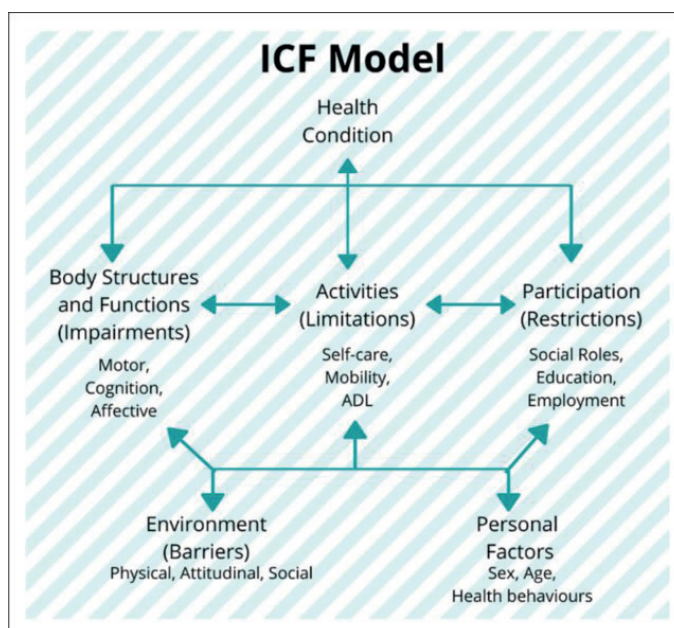 ICF Model
Health
Condition
Body Structures
and Functions
(Impairments)
Activities
(Limitations)
Participation
(Restrictions)
Motor,
Cognition,
Affective
Self-care,
Mobility,
ADL
Social Roles,
Education,
Employment
Environment
(Barriers)
Physical, Attitudinal, Social
Personal
Factors
Sex, Age,
Health behaviours